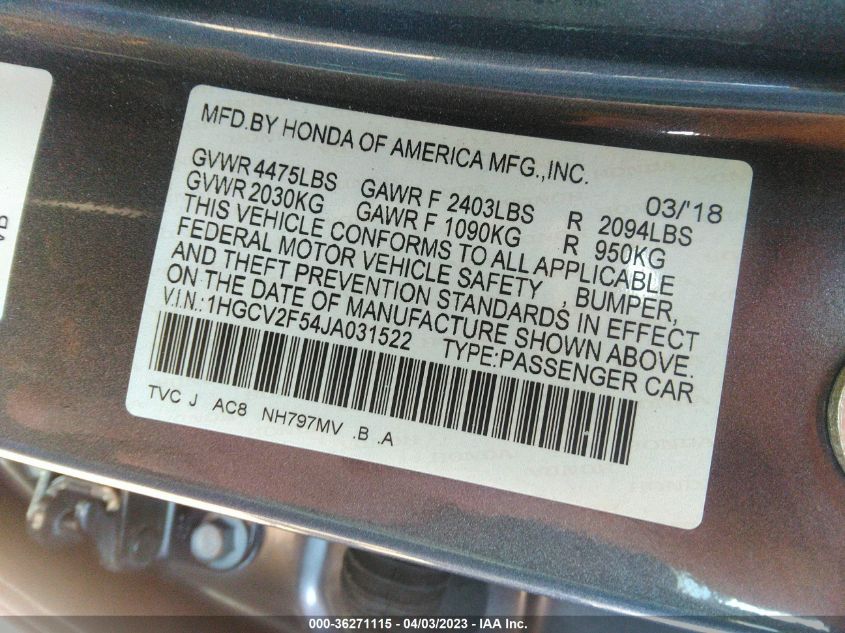 MFD.BY HONDA OF AMERICA MFG.,INC.
03/'18
GVWR 4475LBS GAWR F 2403LBS R 2094LBS
GVWR 2030KG GAWR F 1090KG R 950KG
THIS VEHICLE CONFORMS TO ALL APPLICABLE
FEDERAL MOTOR VEHICLE SAFETY , BUMPER,
AND THEFT PREVENTION STANDARDS IN EFFECT
ON THE DATE OF MANUFACTURE SHOWN ABOVE.
V.I.N.: 1HGCV2F54JA031522 TYPE:PASSENGER CAR
TVC J AC8 NH797MV .B .A
000-36271115 - 04/03/2023 - IAA Inc.